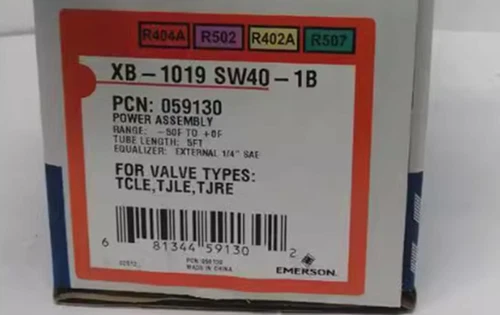 R404A R502 R402A R507
XB-1019 SW40-1B
PCN: 059130
POWER ASSEMBLY
RANGE: -50F TO +0F
TUBE LENGTH: 5FT
EQUALIZER: EXTERNAL 1/4" SAE
FOR VALVE TYPES:
TCLE,TJLE,TJRE
6 81344 59130 2
PCN 059130
MADE IN CHINA
EMERSON